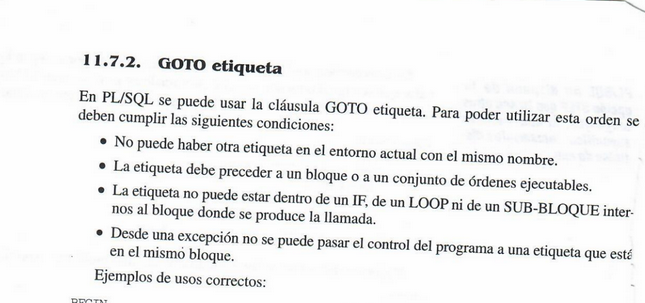 11.7.2. GOTO etiqueta
En PL/SQL se puede usar la cláusula GOTO etiqueta. Para poder utilizar esta orden se
deben cumplir las siguientes condiciones:
• No puede haber otra etiqueta en el entorno actual con el mismo nombre.
• La etiqueta debe preceder a un bloque o a un conjunto de órdenes ejecutables.
• La etiqueta no puede estar dentro de un IF, de un LOOP ni de un SUB-BLOQUE inter-
nos al bloque donde se produce la llamada.
• Desde una excepción no se puede pasar el control del programa a una etiqueta que está
en el mismo bloque.
Ejemplos de usos correctos:
BEGIN